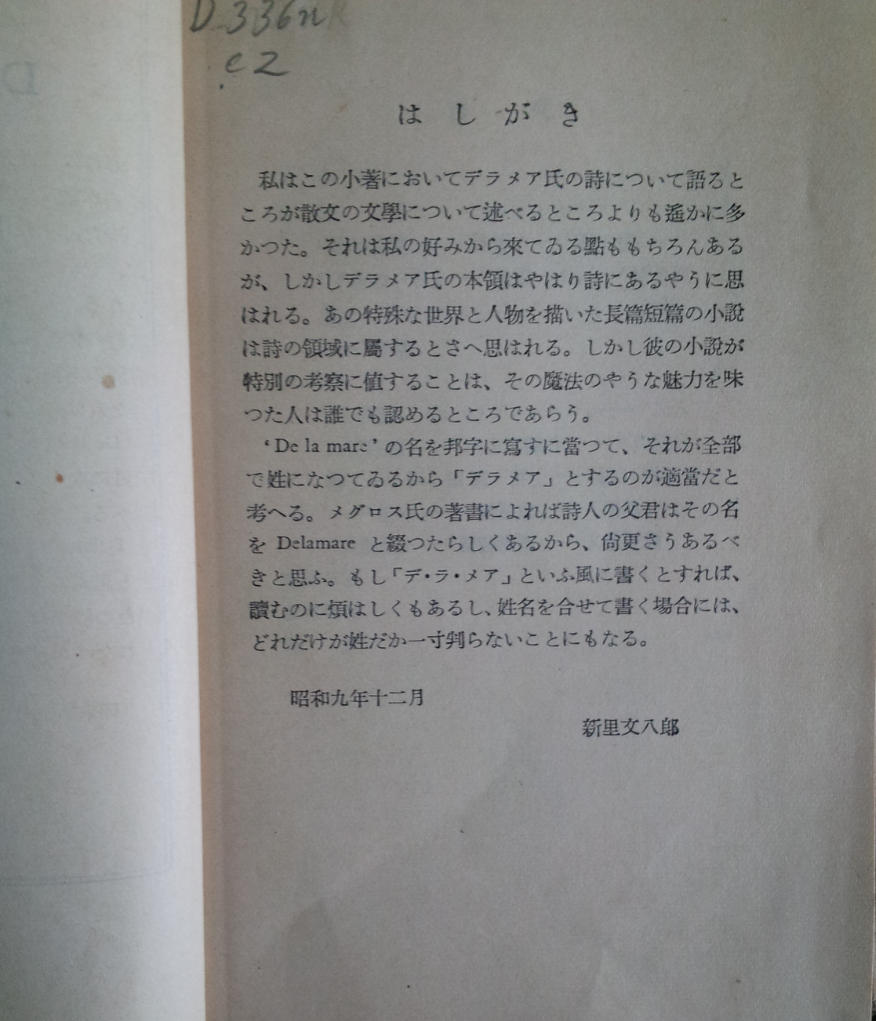 D 336n
c2
はしがき
私はこの小著においてデラメア氏の詩について語ると
ころが散文の文學について述べるところよりも遙かに多
かつた。それは私の好みから來てゐる點ももちろんある
が、しかしデラメア氏の本領はやはり詩にあるやうに思
はれる。あの特殊な世界と人物を描いた長篇短篇の小說
は詩の領域に屬するとさへ思はれる。しかし彼の小說が
特別の考察に値することは、その魔法のやうな魅力を味
つた人は誰でも認めるところであらう。
‘De la mare’の名を邦字に寫すに當つて、それが全部
で姓になつてゐるから「デラメア」とするのが適當だと
考へる。メグロス氏の著書によれば詩人の父君はその名
を Delamare と綴つたらしくあるから、尙更さうあるべ
きと思ふ。もし「デ・ラ・メア」といふ風に書くとすれば、
讀むのに煩はしくもあるし、姓名を合せて書く場合には、
どれだけが姓だか一寸判らないことにもなる。
昭和九年十二月
新里文八郞